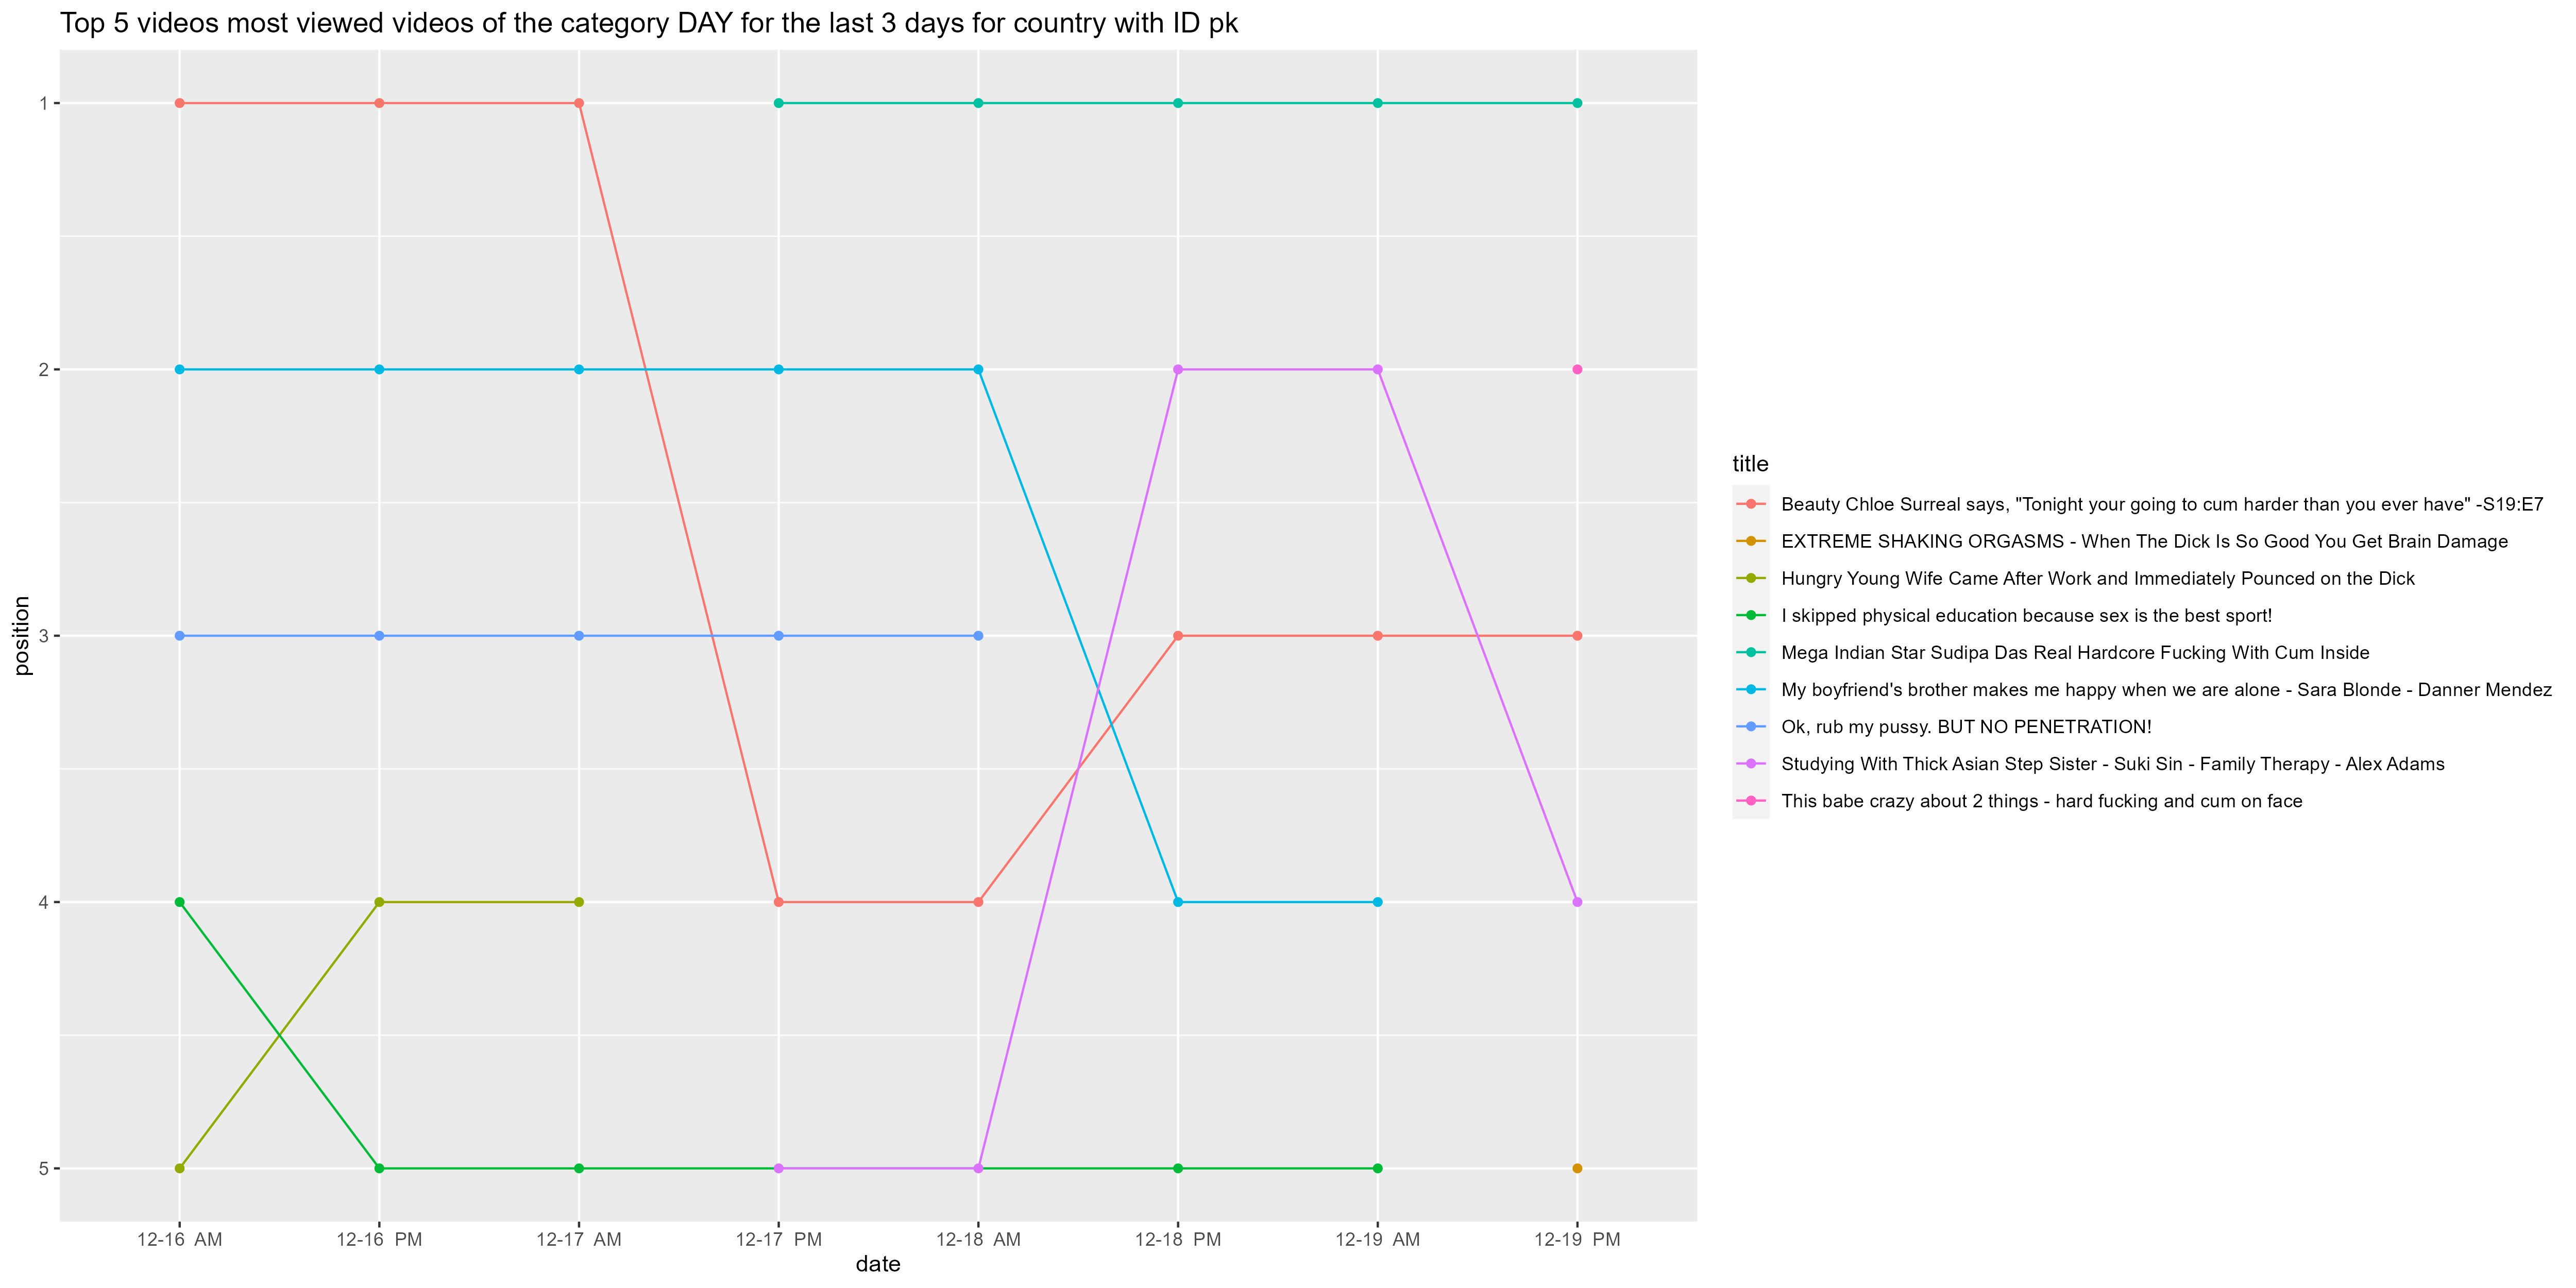 Top 5 videos most viewed videos of the category DAY for the last 3 days for country with ID pk
1
2
3
4
5
position
12-16 AM
12-16 PM
12-17 AM
12-17 PM
12-18 AM
12-18 PM
12-19 AM
12-19 PM
date
title
Beauty Chloe Surreal says, "Tonight your going to cum harder than you ever have" -S19:E7
EXTREME SHAKING ORGASMS - When The Dick Is So Good You Get Brain Damage
Hungry Young Wife Came After Work and Immediately Pounced on the Dick
I skipped physical education because sex is the best sport!
Mega Indian Star Sudipa Das Real Hardcore Fucking With Cum Inside
My boyfriend's brother makes me happy when we are alone - Sara Blonde - Danner Mendez
Ok, rub my pussy. BUT NO PENETRATION!
Studying With Thick Asian Step Sister - Suki Sin - Family Therapy - Alex Adams
This babe crazy about 2 things - hard fucking and cum on face